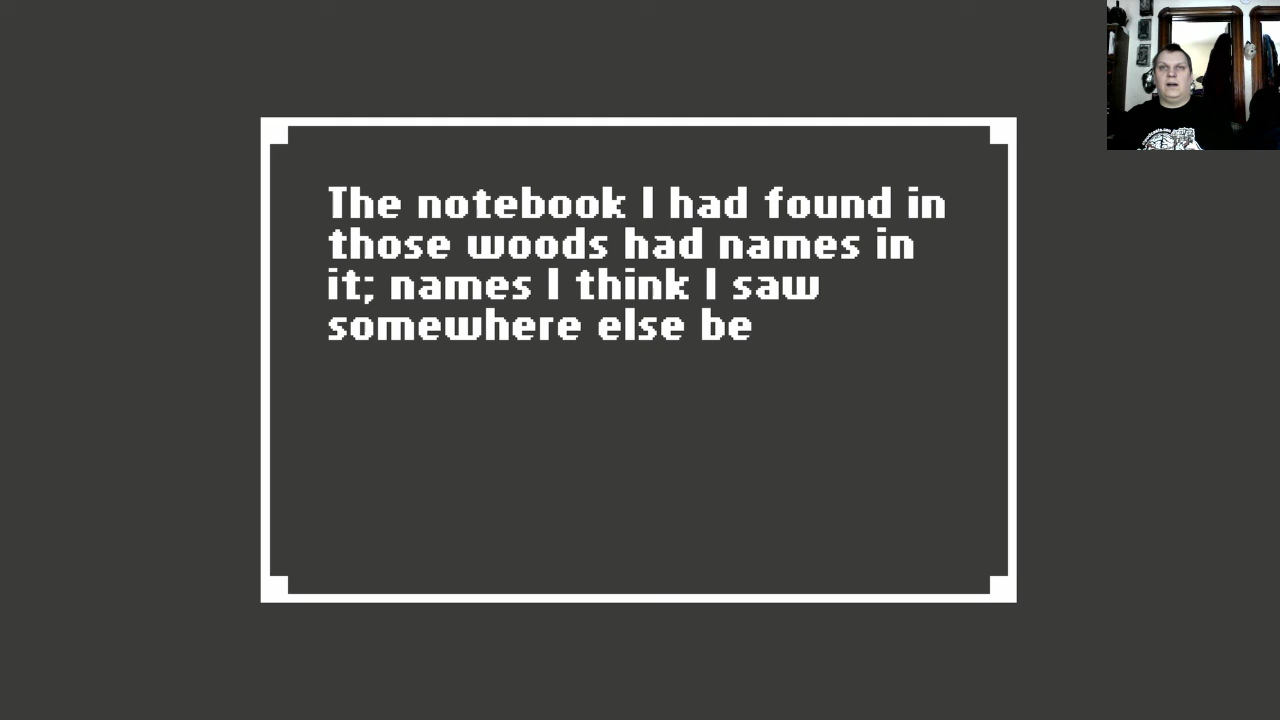 The notebook I had found in
those woods had names in
it; names I think I saw
somewhere else be